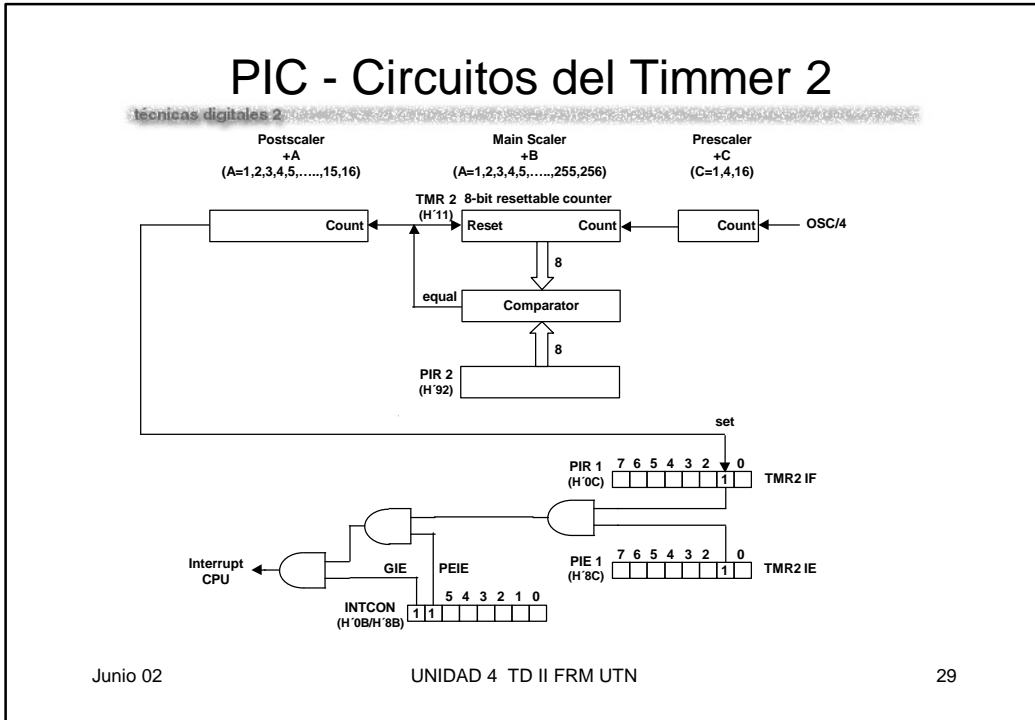 PIC - Circuitos del Timmer 2
técnicas digitales 2
Postscaler
+A
(A=1,2,3,4,5,…..,15,16)
Main Scaler
+B
(A=1,2,3,4,5,…..,255,256)
Prescaler
+C
(C=1,4,16)
TMR 2
(H´11)
8-bit resettable counter
Count
Reset
Count
Count
OSC/4
8
equal
Comparator
8
PIR 2
(H´92)
set
PIR 1
(H´0C)
7 6 5 4 3 2 0
1
TMR2 IF
PIE 1
(H´8C)
7 6 5 4 3 2 0
1
TMR2 IE
Interrupt
CPU
GIE
PEIE
INTCON
(H´0B/H´8B)
5 4 3 2 1 0
1 1
Junio 02
UNIDAD 4 TD II FRM UTN
29